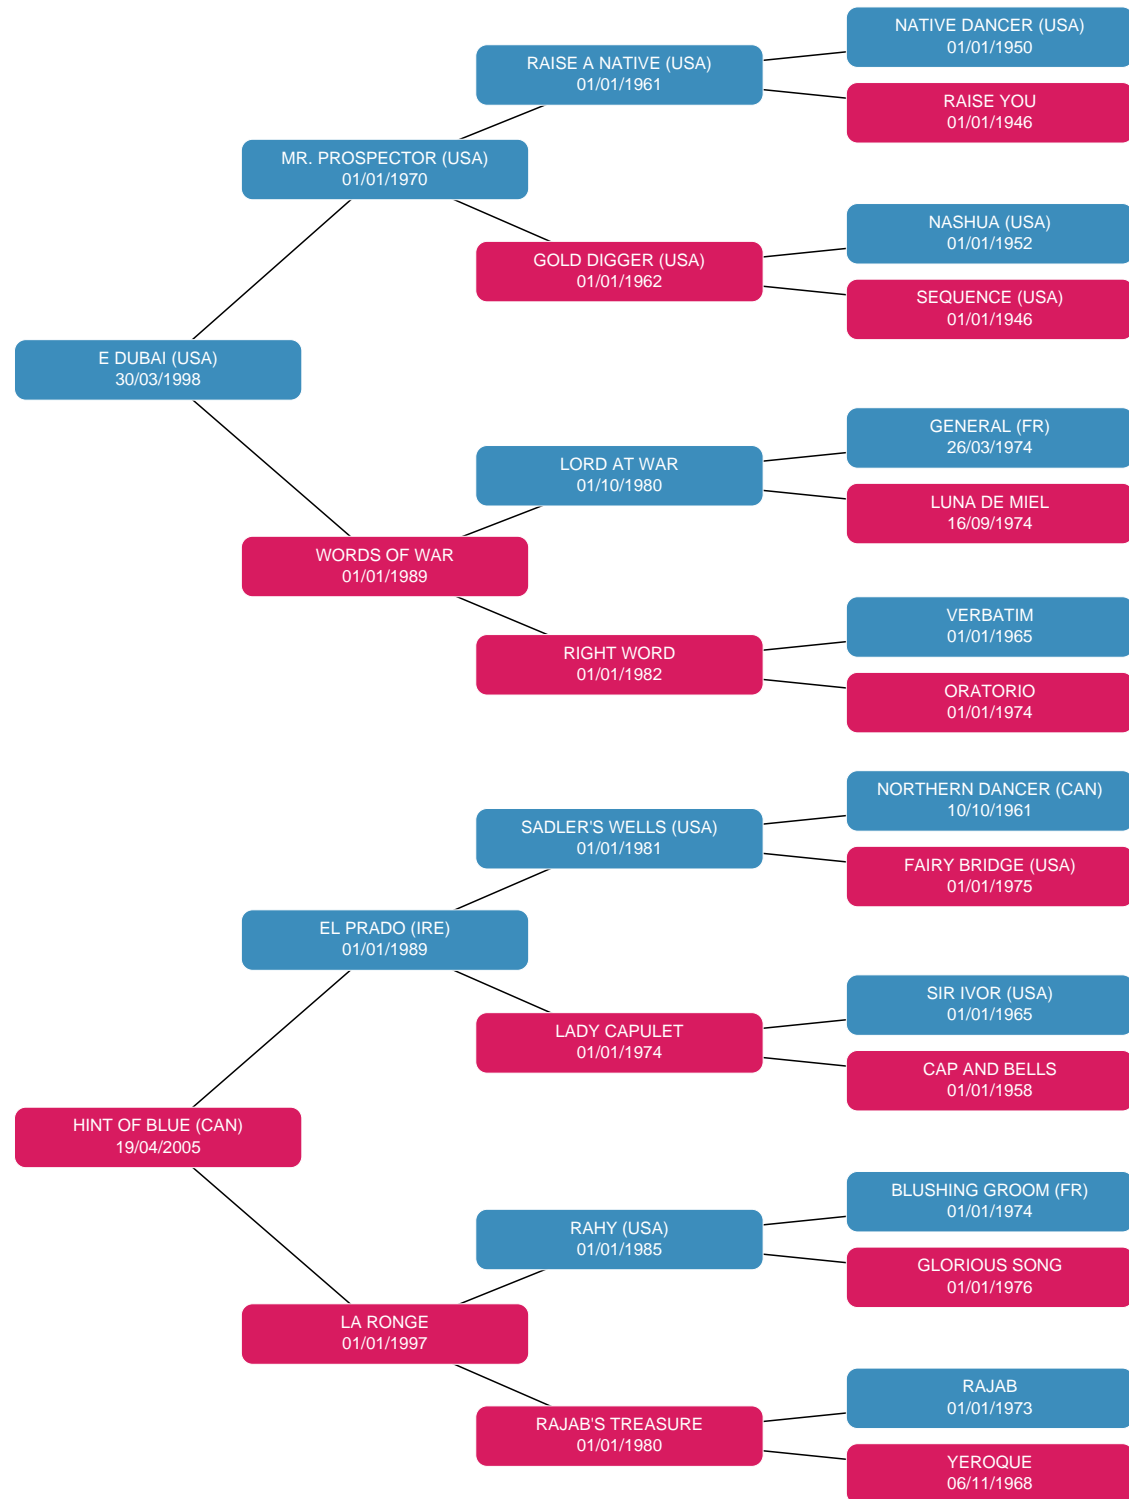 NATIVE DANCER (USA)
01/01/1950
RAISE A NATIVE (USA)
01/01/1961
RAISE YOU
01/01/1946
MR. PROSPECTOR (USA)
01/01/1970
NASHUA (USA)
01/01/1952
GOLD DIGGER (USA)
01/01/1962
SEQUENCE (USA)
01/01/1946
E DUBAI (USA)
30/03/1998
GENERAL (FR)
26/03/1974
LORD AT WAR
01/10/1980
LUNA DE MIEL
16/09/1974
WORDS OF WAR
01/01/1989
VERBATIM
01/01/1965
RIGHT WORD
01/01/1982
ORATORIO
01/01/1974
NORTHERN DANCER (CAN)
10/10/1961
SADLER'S WELLS (USA)
01/01/1981
FAIRY BRIDGE (USA)
01/01/1975
EL PRADO (IRE)
01/01/1989
SIR IVOR (USA)
01/01/1965
LADY CAPULET
01/01/1974
CAP AND BELLS
01/01/1958
HINT OF BLUE (CAN)
19/04/2005
BLUSHING GROOM (FR)
01/01/1974
RAHY (USA)
01/01/1985
GLORIOUS SONG
01/01/1976
LA RONGE
01/01/1997
RAJAB
01/01/1973
RAJAB'S TREASURE
01/01/1980
YEROQUE
06/11/1968